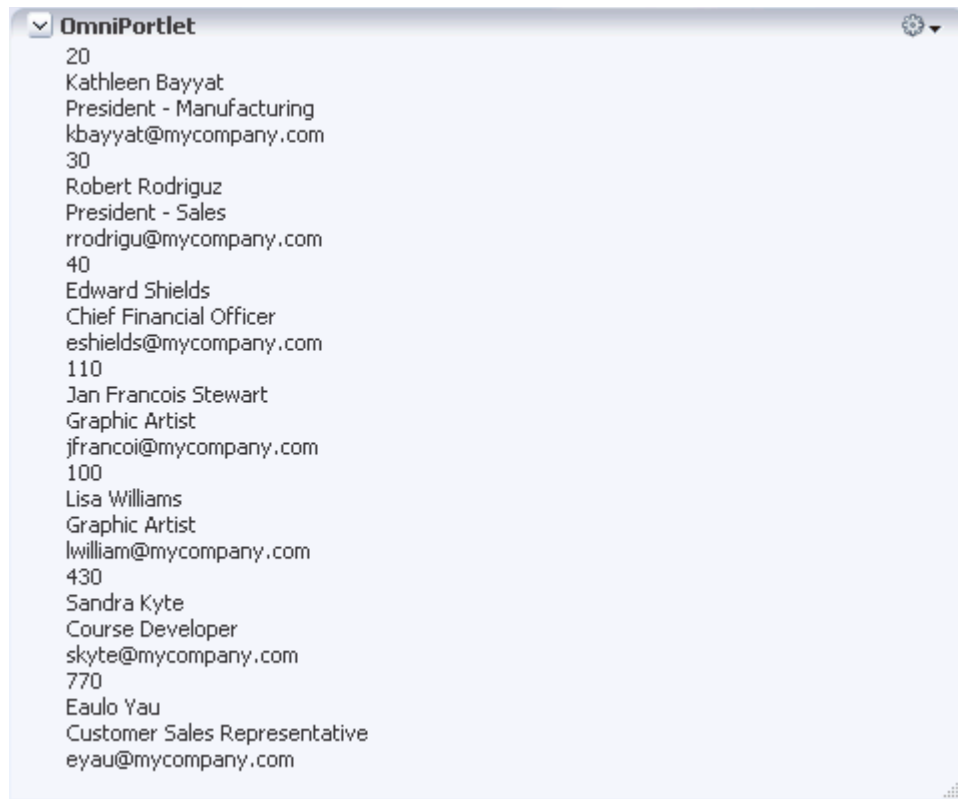 OmniPortlet
20
Kathleen Bayyat
President - Manufacturing
kbayyat@mycompany.com
30
Robert Rodriguz
President - Sales
rrodrigu@mycompany.com
40
Edward Shields
Chief Financial Officer
eshields@mycompany.com
110
Jan Francois Stewart
Graphic Artist
jfrancoi@mycompany.com
100
Lisa Williams
Graphic Artist
lwilliam@mycompany.com
430
Sandra Kyte
Course Developer
skyte@mycompany.com
770
Eaulo Yau
Customer Sales Representative
eyau@mycompany.com